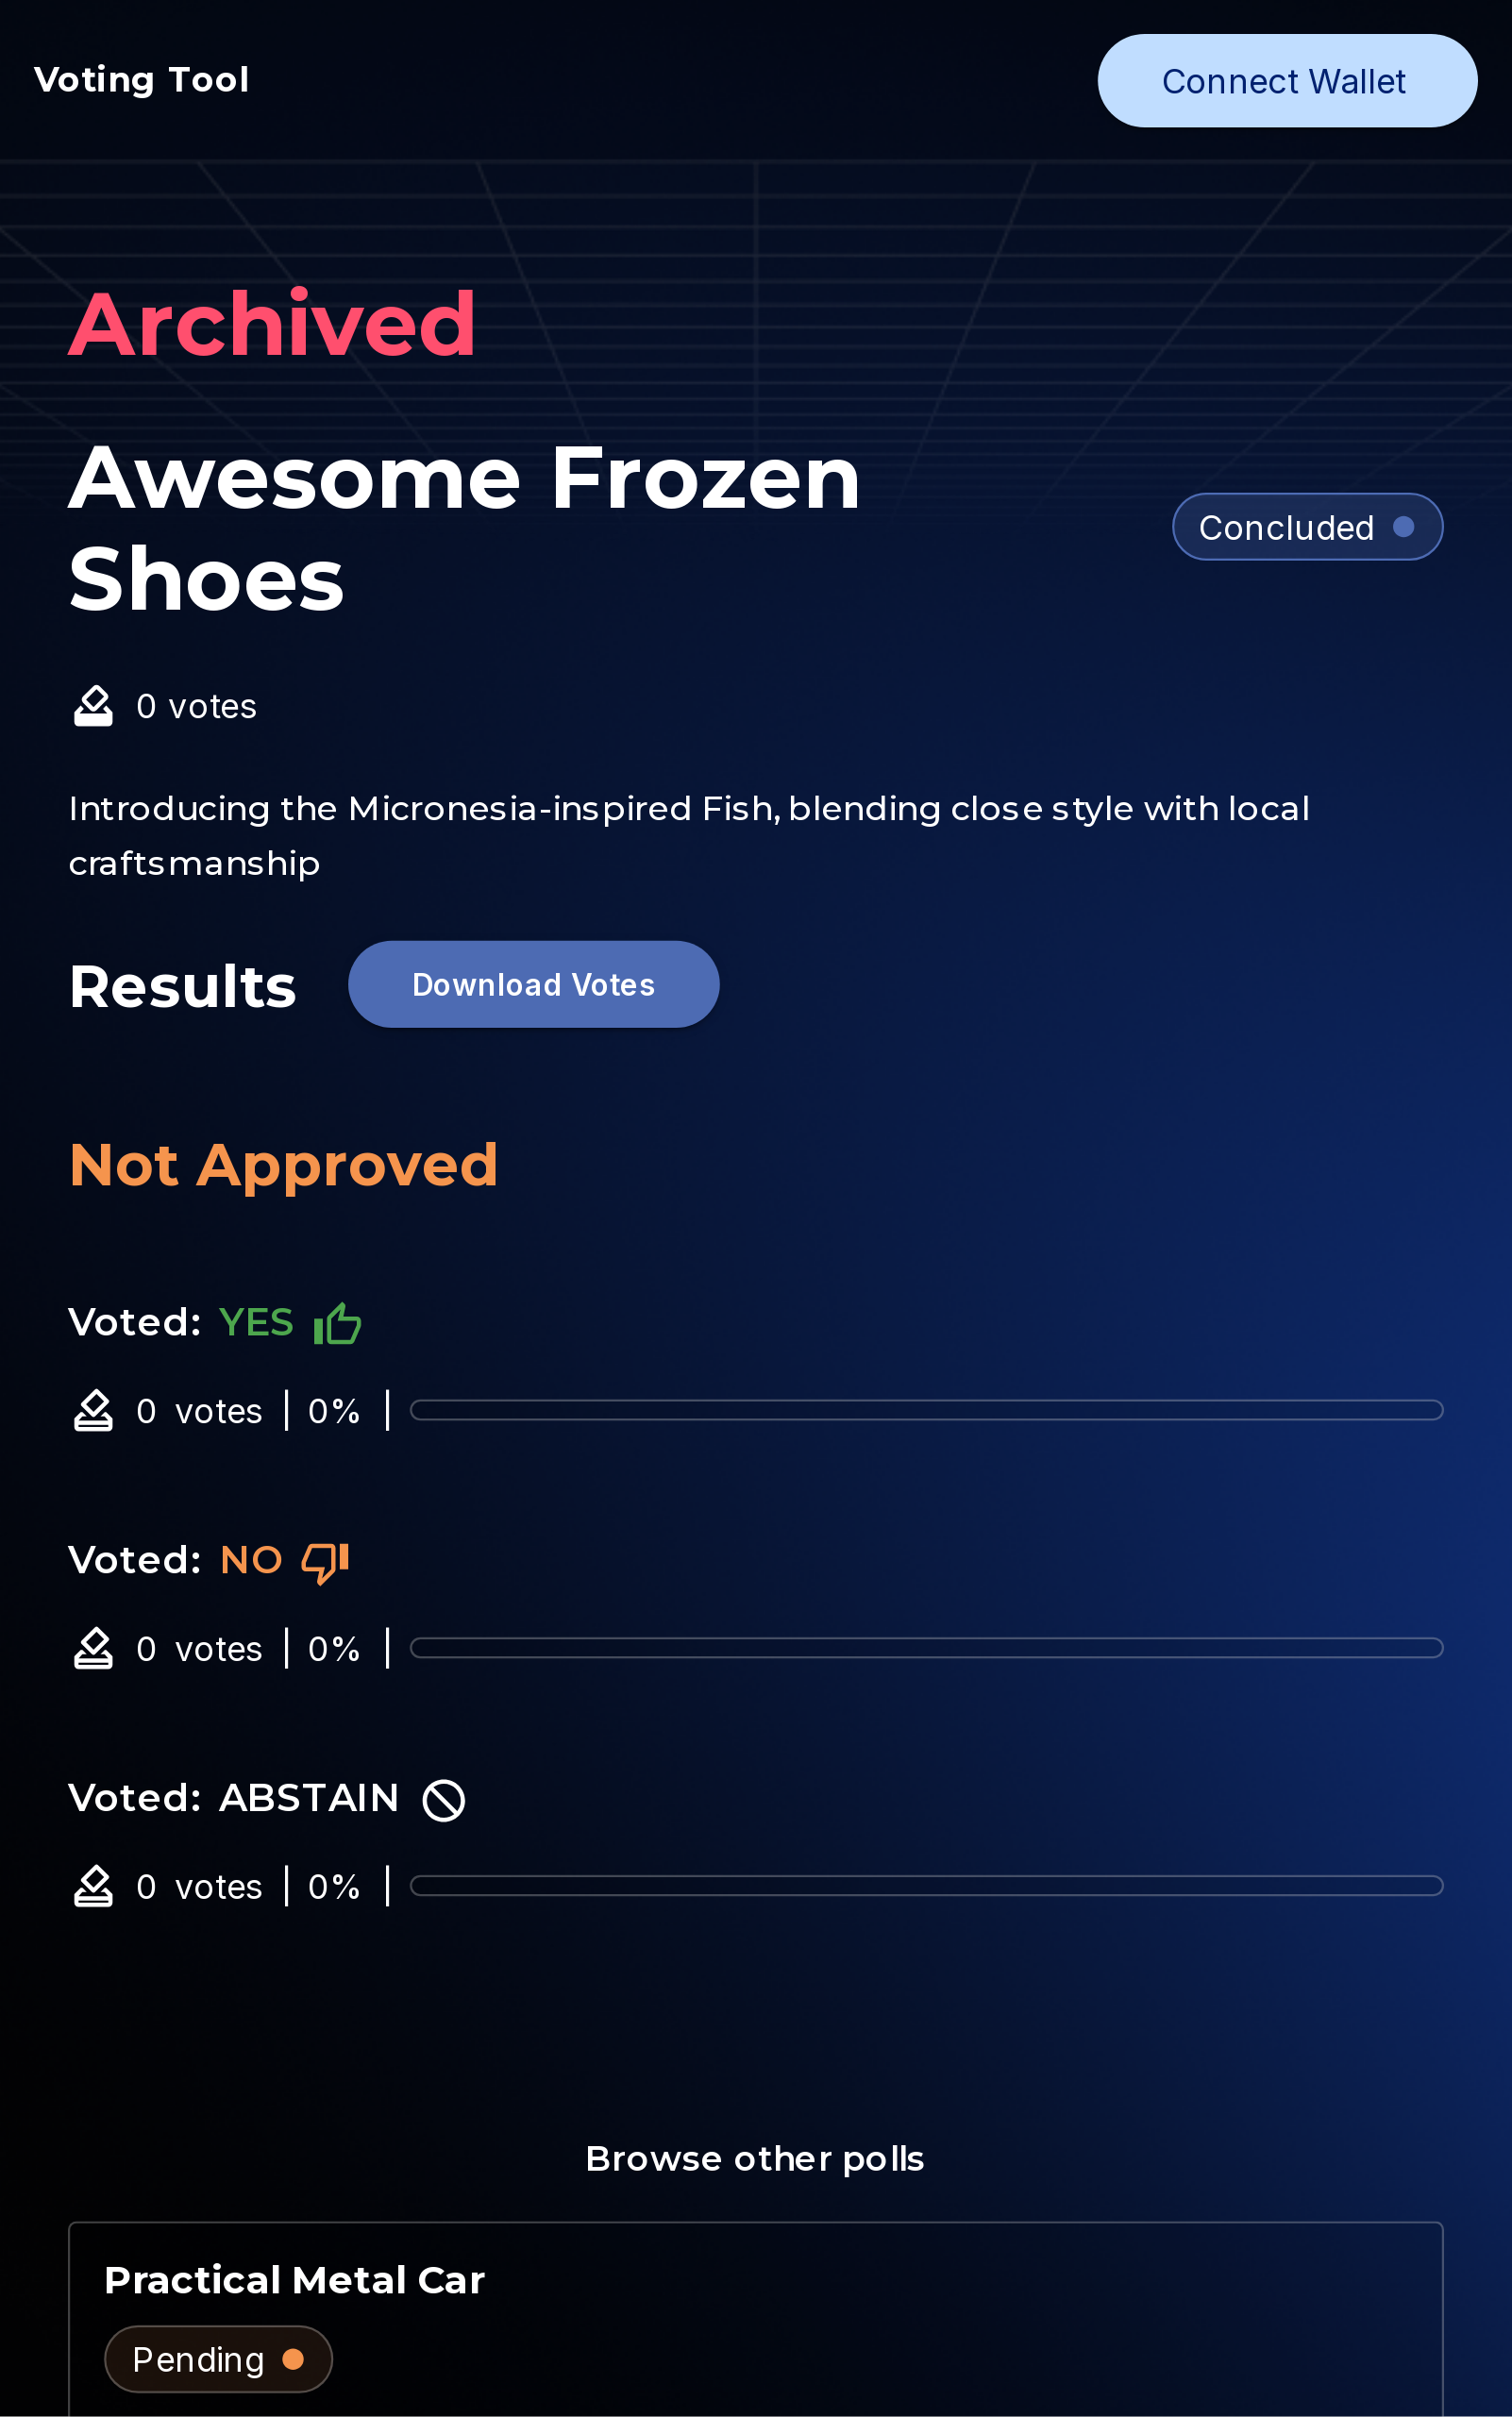 Voting Tool
Connect Wallet
Archived
Awesome Frozen
Shoes
Concluded
0 votes
Introducing the Micronesia-inspired Fish, blending close style with local
craftsmanship
Results
Download Votes
Not Approved
Voted: YES
0 votes | 0% |
Voted: NO
0 votes | 0% |
Voted: ABSTAIN
0 votes | 0% |
Browse other polls
Practical Metal Car
Pending